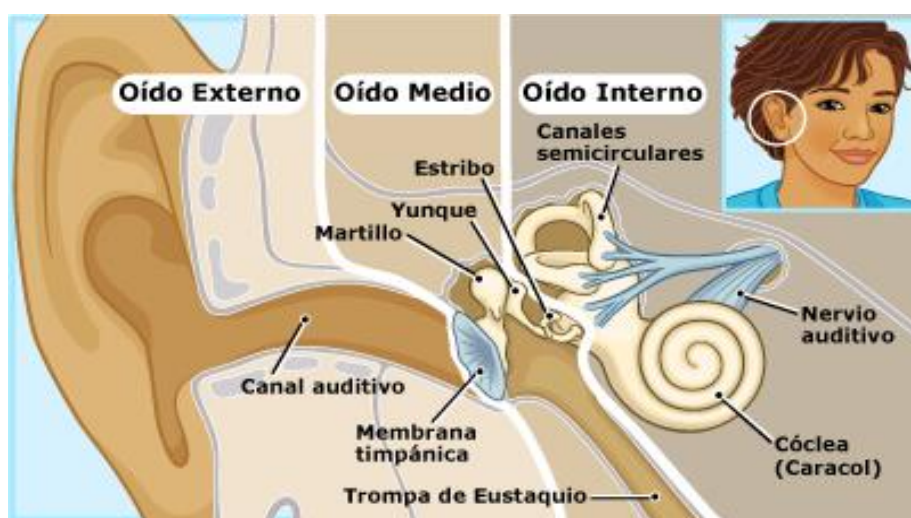 Oído Externo
Oído Medio
Oído Interno
Canales
semicirculares
Estribo
Yunque
Martillo
Nervio
auditivo
Canal auditivo
Membrana
timpánica
Cóclea
(Caracol)
Trompa de Eustaquio